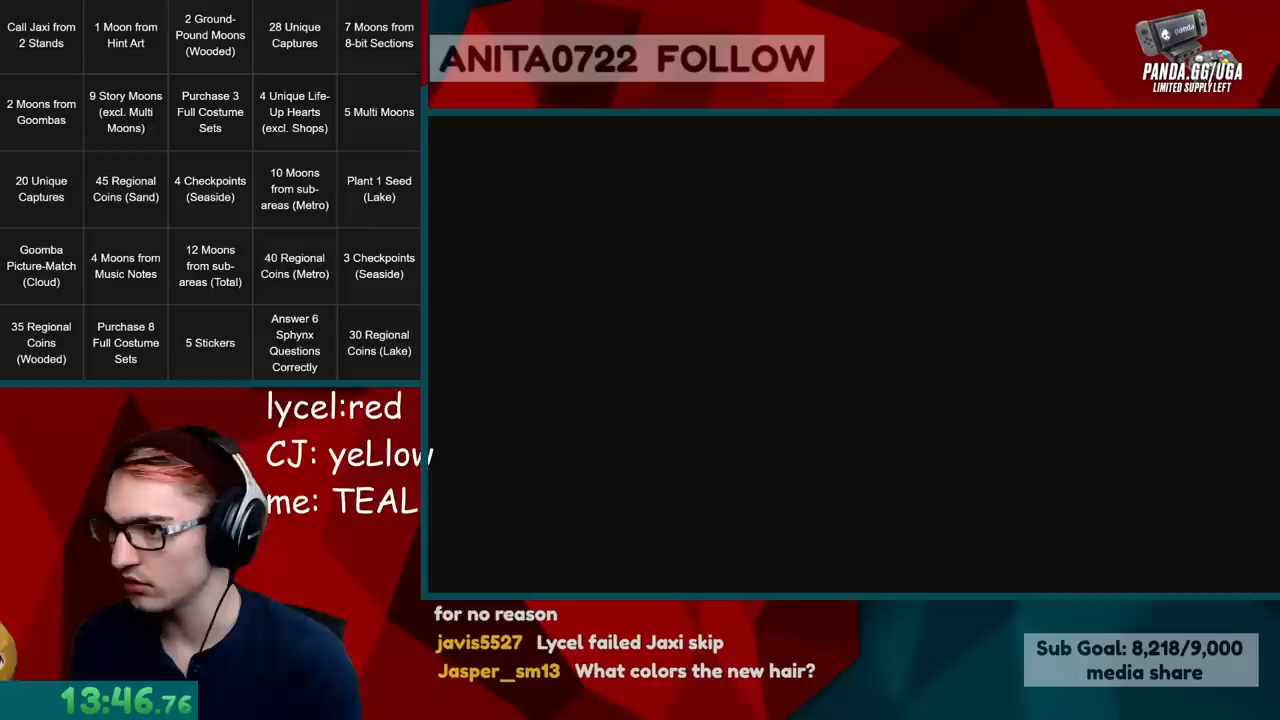 Call Jaxi from
2 Stands
1 Moon from
Hint Art
2 Ground-
Pound Moons
(Wooded)
28 Unique
Captures
7 Moons from
8-bit Sections
2 Moons from
Goombas
9 Story Moons
(excl. Multi
Moons)
Purchase 3
Full Costume
Sets
4 Unique Life-
Up Hearts
(excl. Shops)
5 Multi Moons
20 Unique
Captures
45 Regional
Coins (Sand)
4 Checkpoints
(Seaside)
10 Moons
from sub-
areas (Metro)
Plant 1 Seed
(Lake)
Goomba
Picture-Match
(Cloud)
4 Moons from
Music Notes
12 Moons
from sub-
areas (Total)
40 Regional
Coins (Metro)
3 Checkpoints
(Seaside)
35 Regional
Coins
(Wooded)
Purchase 8
Full Costume
Sets
5 Stickers
Answer 6
Sphynx
Questions
Correctly
30 Regional
Coins (Lake)
ANITA0722 FOLLOW
panda
PANDA.GG/UGA
LIMITED SUPPLY LEFT
lycel:red
CJ: yeLlow
me: TEAL
13:46.76
for no reason
javis5527 Lycel failed Jaxi skip
Jasper_sm13 What colors the new hair?
Sub Goal: 8,218/9,000
media share